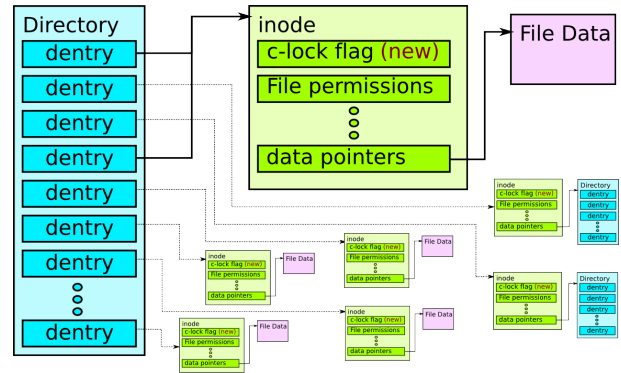 Directory
dentry
dentry
dentry
dentry
dentry
dentry
dentry
dentry
inode
c-lock flag (new)
File permissions
data pointers
File Data
inode
c-lock flag (new)
File permissions
data pointers
Directory
dentry
dentry
dentry
dentry
inode
c-lock flag (new)
File permissions
data pointers
File Data
inode
c-lock flag (new)
File permissions
data pointers
File Data
inode
c-lock flag (new)
File permissions
data pointers
Directory
dentry
dentry
dentry
dentry
inode
c-lock flag (new)
File permissions
data pointers
File Data
inode
c-lock flag (new)
File permissions
data pointers
File Data